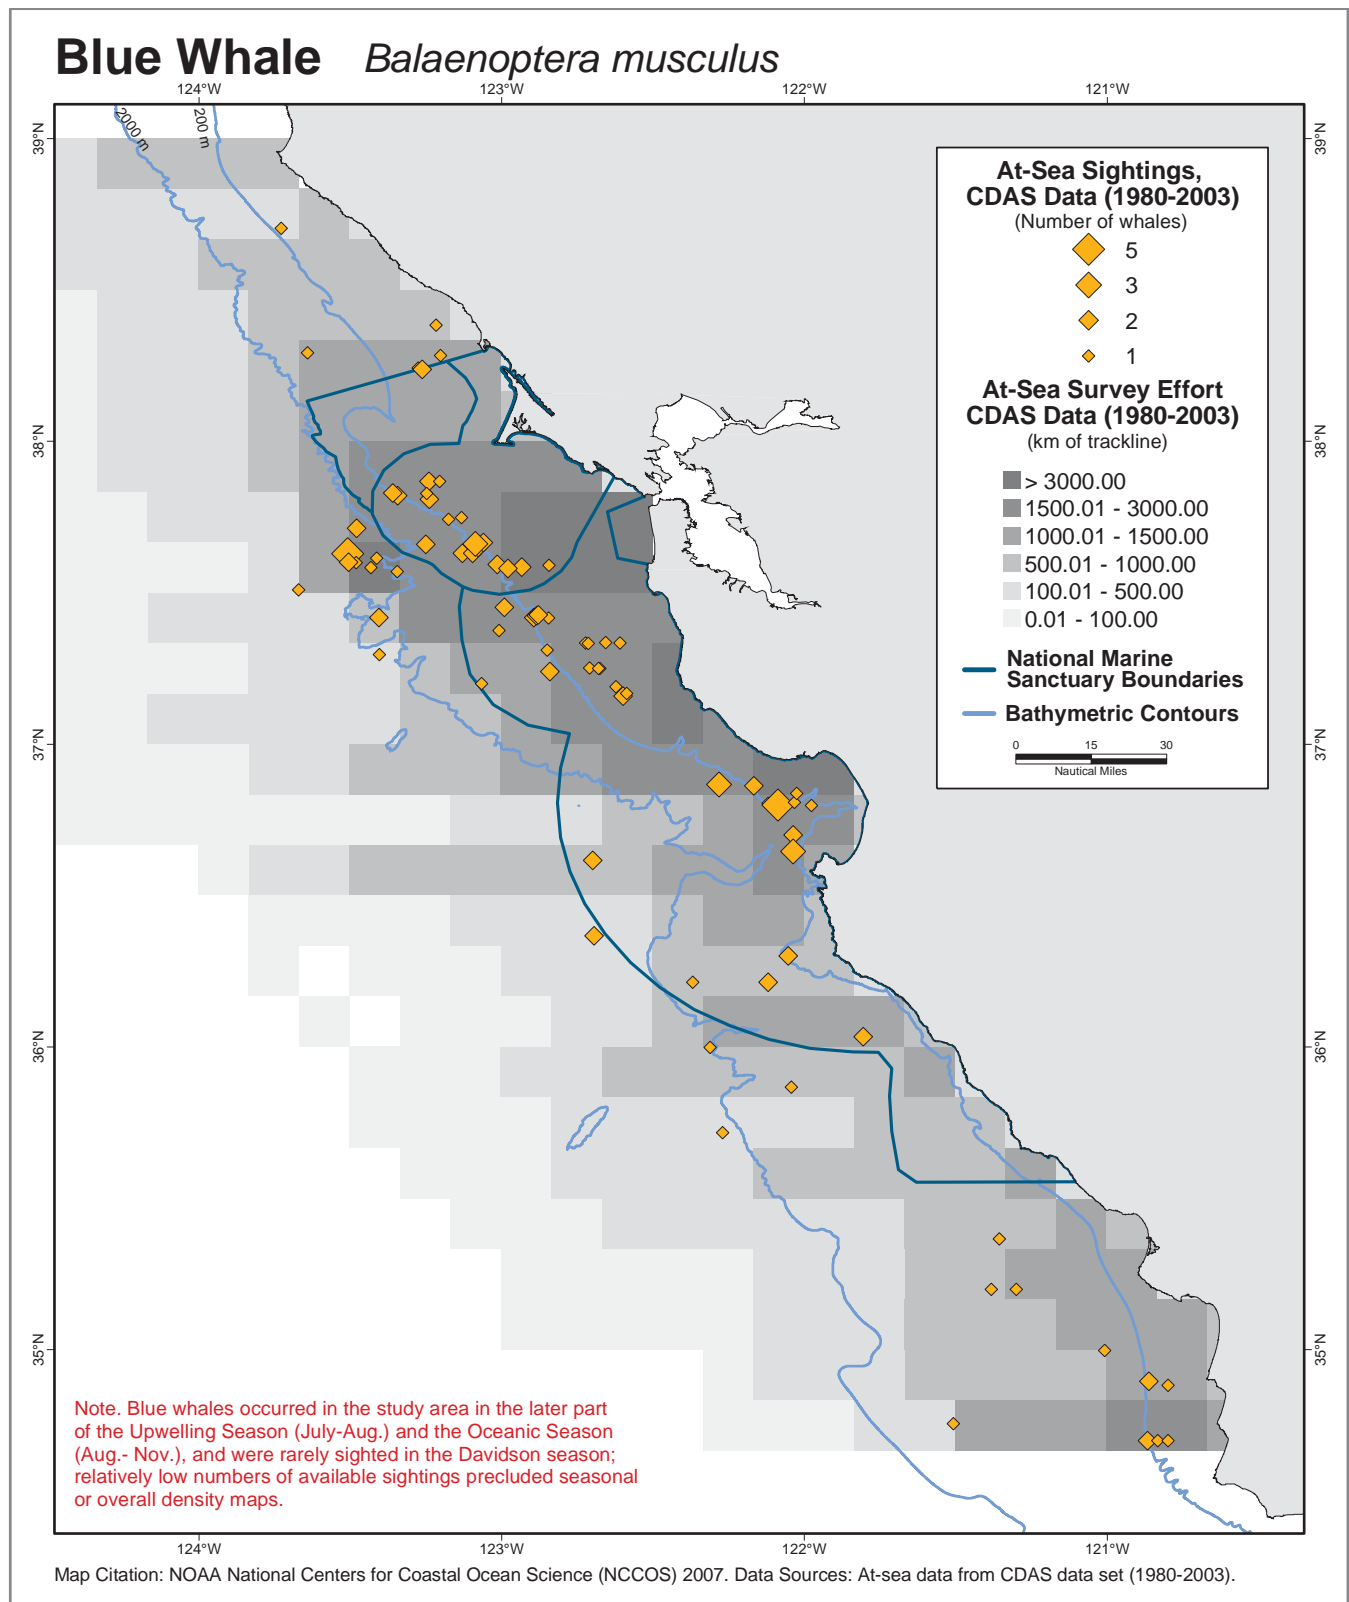 Blue Whale Balaenoptera musculus
124°W 123°W 122°W 121°W
2000 m
200 m
39°N
39°N
38°N
38°N
37°N
37°N
36°N
36°N
35°N
35°N
At-Sea Sightings,
CDAS Data (1980-2003)
(Number of whales)
5
3
2
1
At-Sea Survey Effort
CDAS Data (1980-2003)
(km of trackline)
> 3000.00
1500.01 - 3000.00
1000.01 - 1500.00
500.01 - 1000.00
100.01 - 500.00
0.01 - 100.00
National Marine
Sanctuary Boundaries
Bathymetric Contours
0 15 30
Nautical Miles
Note. Blue whales occurred in the study area in the later part
of the Upwelling Season (July-Aug.) and the Oceanic Season
(Aug.- Nov.), and were rarely sighted in the Davidson season;
relatively low numbers of available sightings precluded seasonal
or overall density maps.
124°W 123°W 122°W 121°W
Map Citation: NOAA National Centers for Coastal Ocean Science (NCCOS) 2007. Data Sources: At-sea data from CDAS data set (1980-2003).